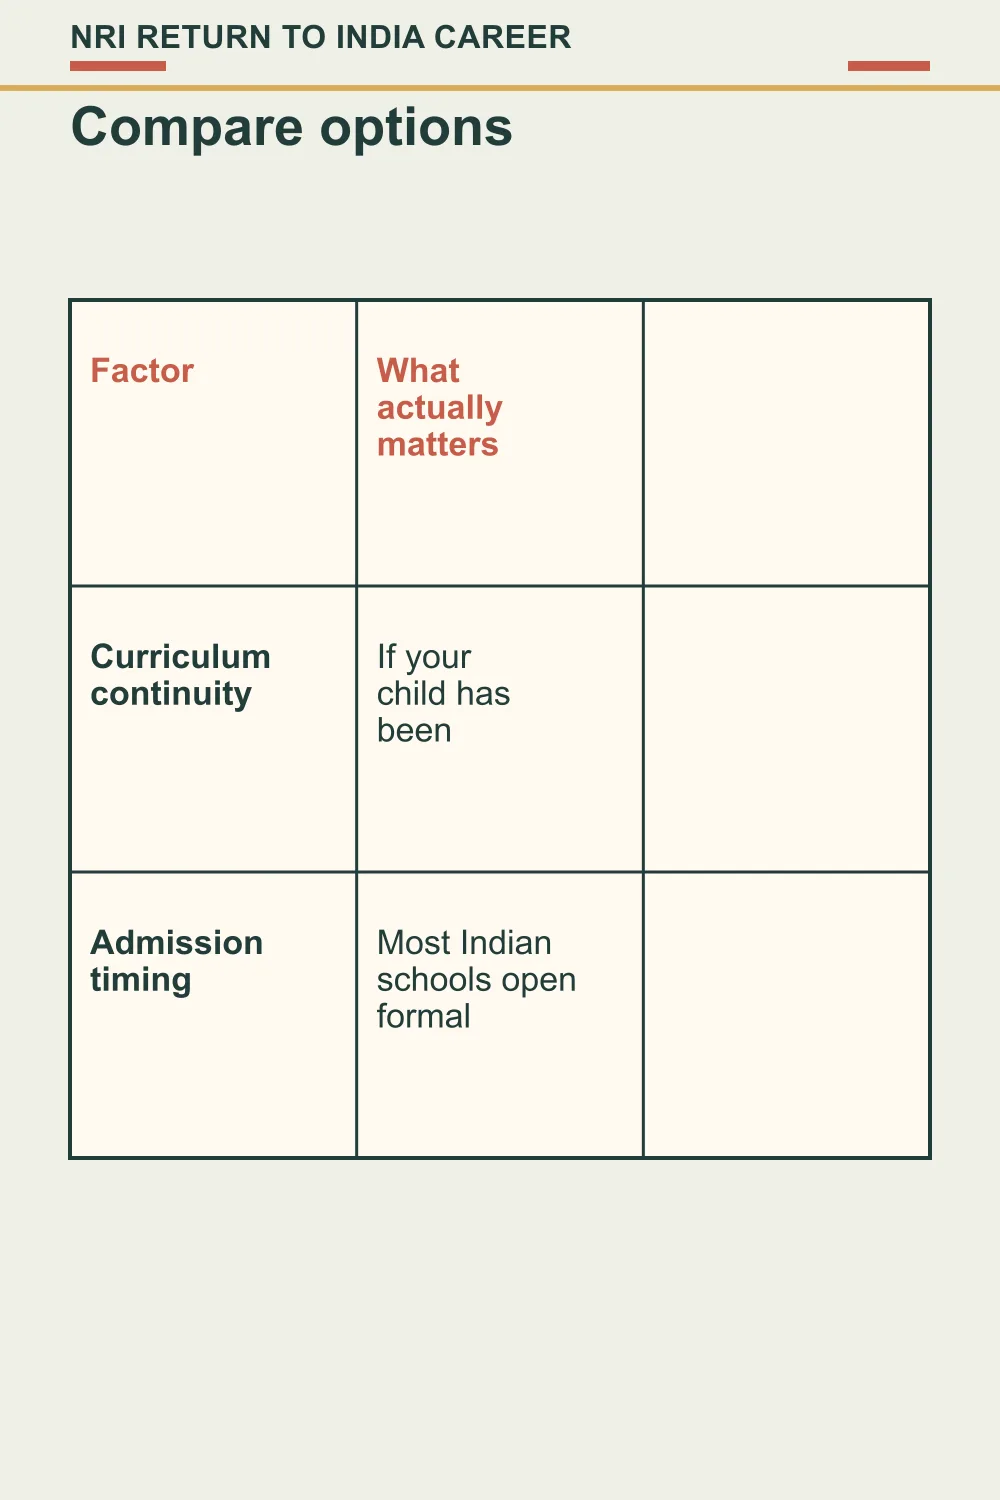 NRI RETURN TO INDIA CAREER
Compare options
Factor
What
actually
matters
Curriculum
continuity
If your
child has
been
Admission
timing
Most Indian
schools open
formal